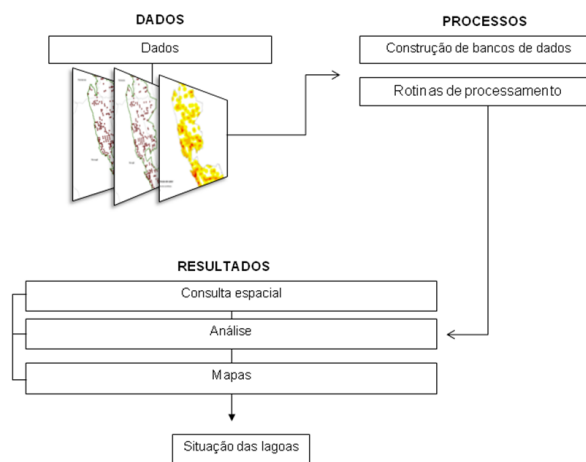 DADOS
Dados
PROCESSOS
Construção de bancos de dados
Rotinas de processamento
RESULTADOS
Consulta espacial
Análise
Mapas
Situação das lagoas